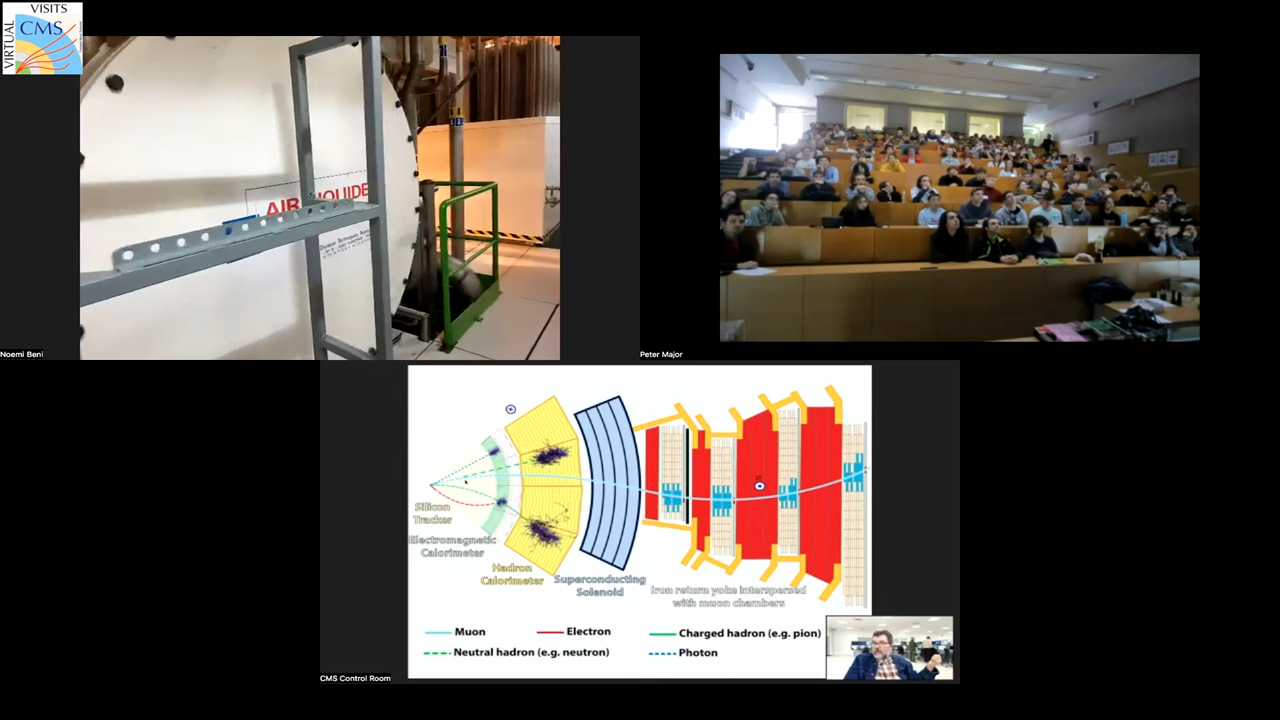 VISITS
VIRTUAL
CMS
AIR LIQUIDE
Noemi Beni
Peter Major
Silicon
Tracker
Electromagnetic
Calorimeter
Hadron
Calorimeter
Superconducting
Solenoid
Iron return yoke interspersed
with muon chambers
Muon
Electron
Charged hadron (e.g. pion)
Neutral hadron (e.g. neutron)
Photon
CMS Control Room